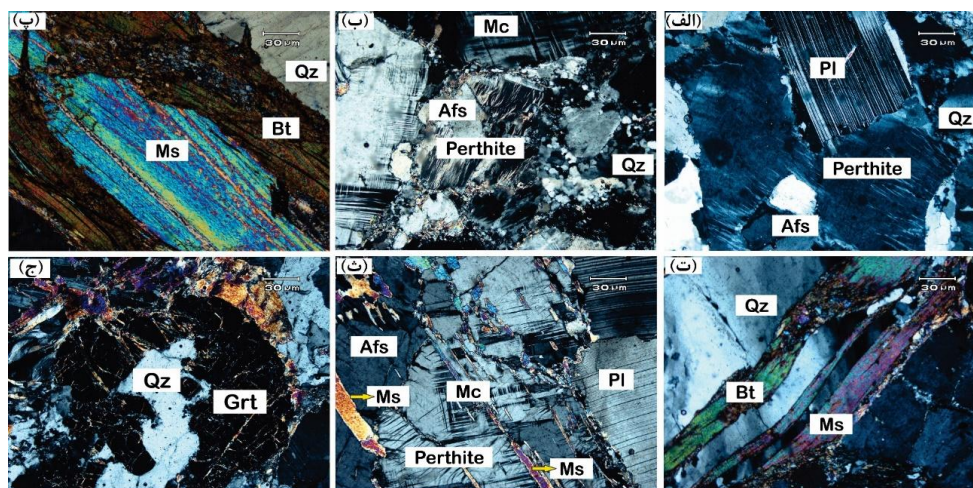 (الف)
30 µm
Pl
Qz
Perthite
Afs
(ب)
Mc
30 µm
Afs
Perthite
Qz
(پ)
30 µm
Qz
Bt
Ms
(ت)
30 µm
Qz
Bt
Ms
(ث)
30 µm
Afs
Ms
Mc
Pl
Perthite
Ms
(ج)
30 µm
Qz
Grt